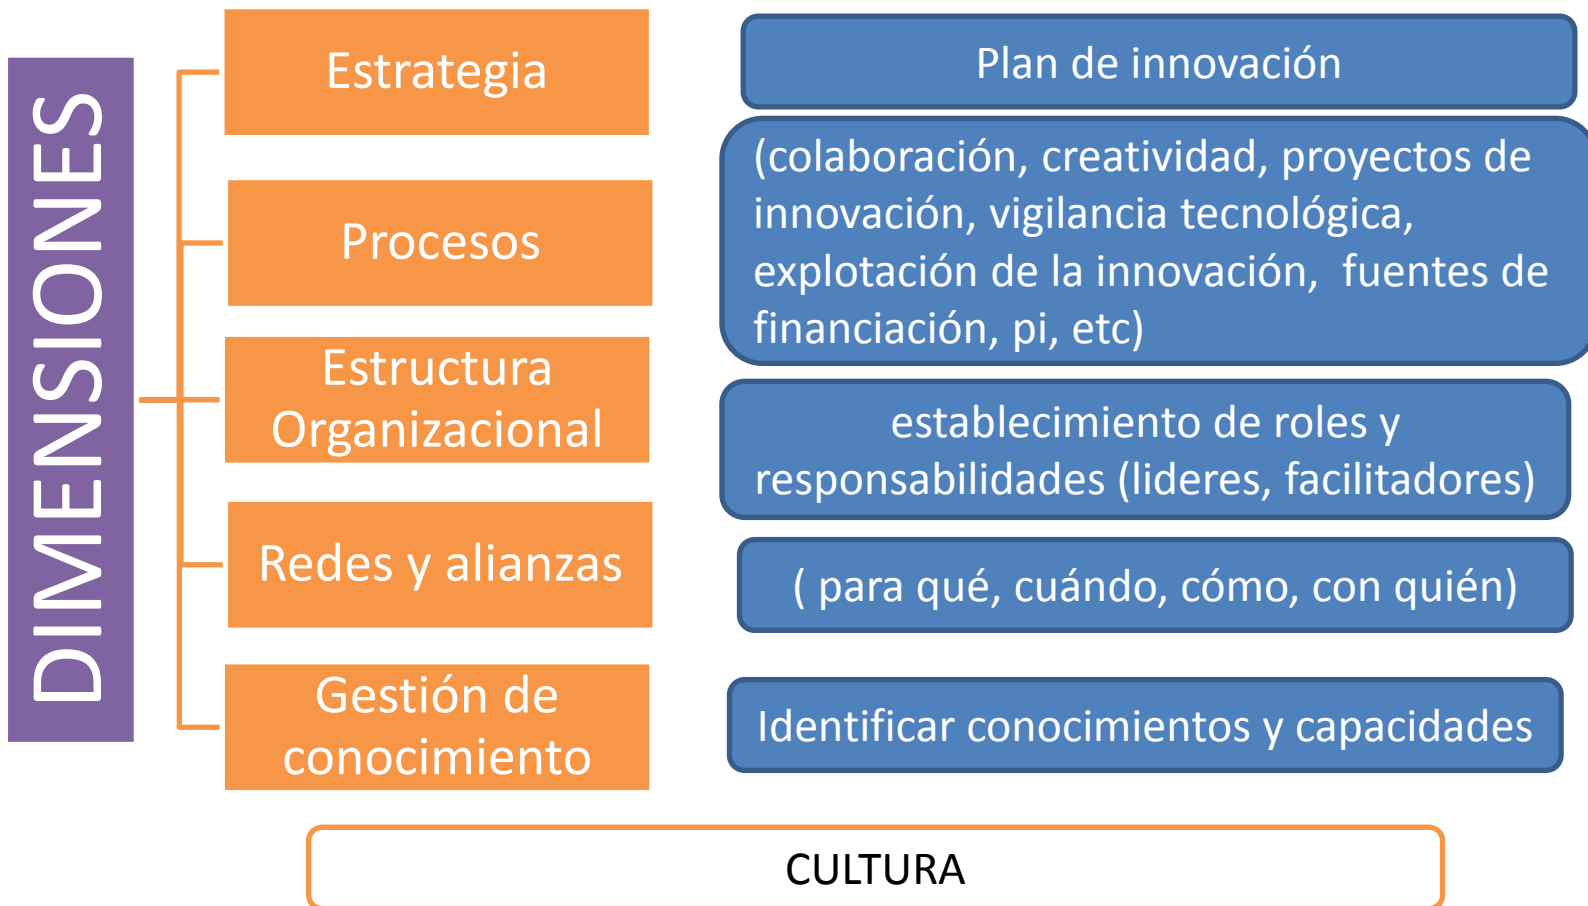 DIMENSIONES
Estrategia
Plan de innovación
Procesos
(colaboración, creatividad, proyectos de
innovación, vigilancia tecnológica,
explotación de la innovación,  fuentes de
financiación, pi, etc)
Estructura
Organizacional
establecimiento de roles y
responsabilidades (lideres, facilitadores)
Redes y alianzas
( para qué, cuándo, cómo, con quién)
Gestión de
conocimiento
Identificar conocimientos y capacidades
CULTURA